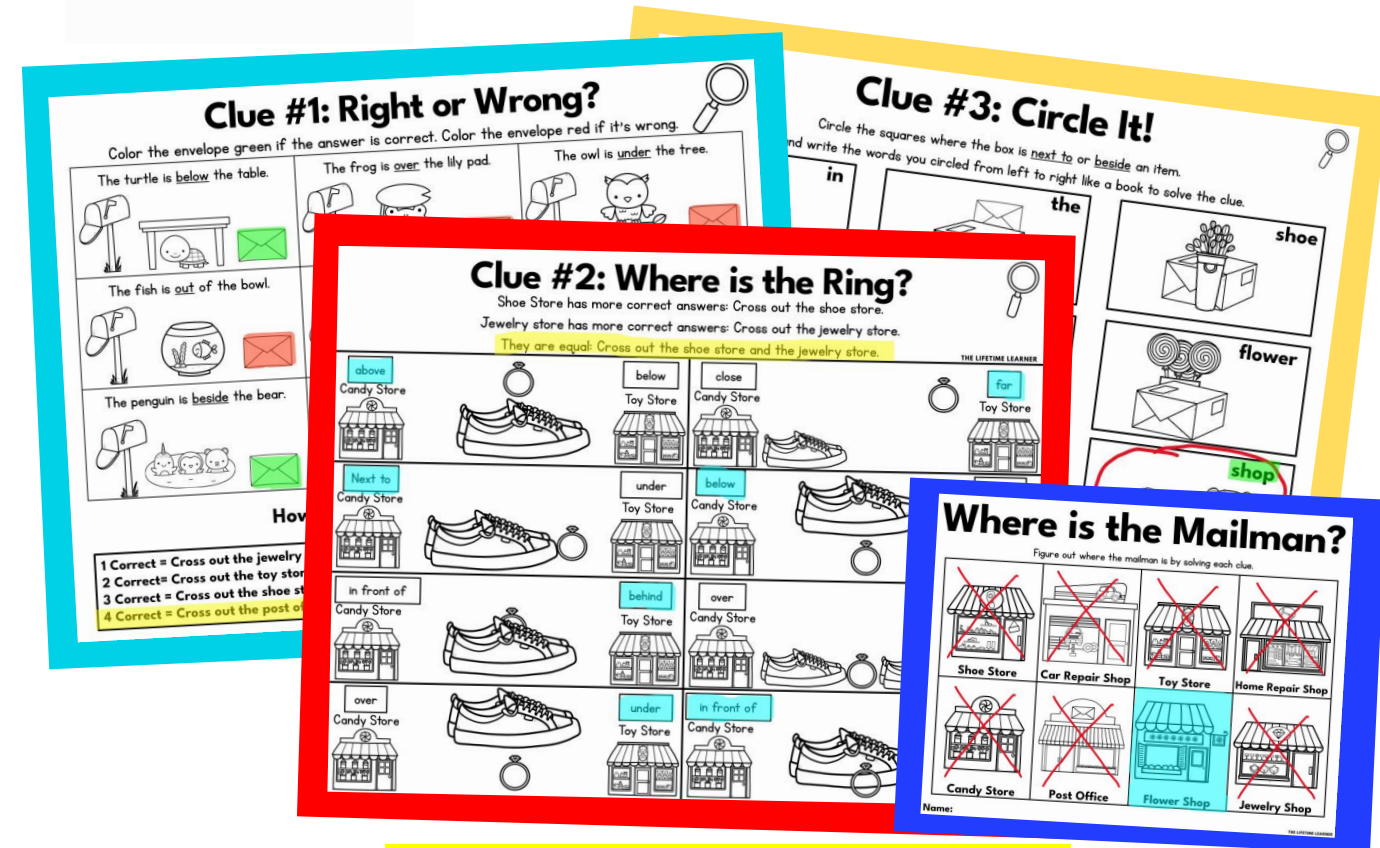 Clue #1: Right or Wrong?
Color the envelope green if the answer is correct. Color the envelope red if it's wrong.
The turtle is below the table.
The frog is over the lily pad.
The owl is under the tree.
The fish is out of the bowl.
The penguin is beside the bear.
How
1 Correct = Cross out the jewelry
2 Correct= Cross out the toy
3 Correct = Cross out the shoe
4 Correct = Cross out the post
Clue #3: Circle It!
Circle the squares where the box is next to or beside an item.
write the words you circled from left to right like a book to solve the clue.
in
the
shoe
flower
shop
Clue #2: Where is the Ring?
Shoe Store has more correct answers: Cross out the shoe store.
Jewelry store has more correct answers: Cross out the jewelry store.
They are equal: Cross out the shoe store and the jewelry store.
THE LIFETIME LEARNER
above
Candy Store
below
Toy Store
close
Candy Store
far
Toy Store
Next to
Candy Store
under
Toy Store
below
Candy Store
in front of
Candy Store
behind
Toy Store
over
Candy Store
over
Candy Store
under
Toy Store
in front of
Candy Store
Where is the Mailman?
Figure out where the mailman is by solving each clue.
Shoe Store
Car Repair Shop
Toy Store
Home Repair Shop
Candy Store
Post Office
Flower Shop
Jewelry Shop
Name:
THE LIFETIME LEARNER